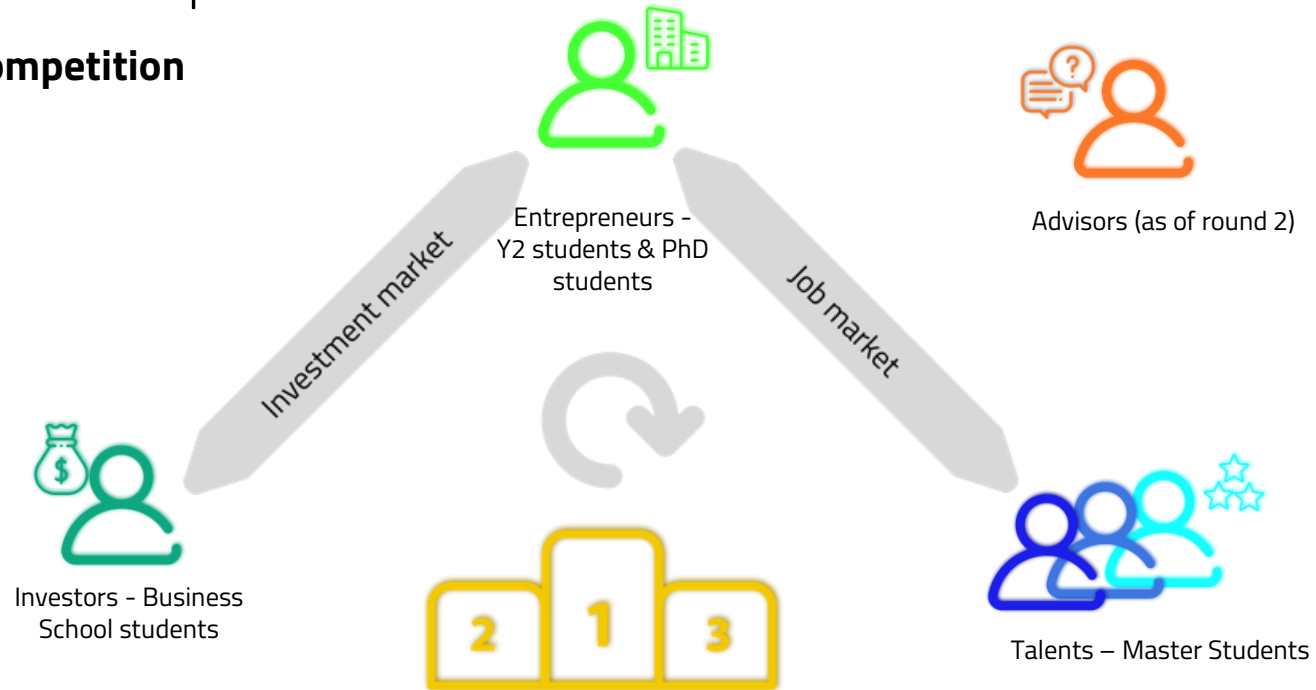 ompetition
Entrepreneurs -
Y2 students & PhD
students
Advisors (as of round 2)
Investment market
Job market
$
?
Investors - Business
School students
2
1
3
Talents – Master Students